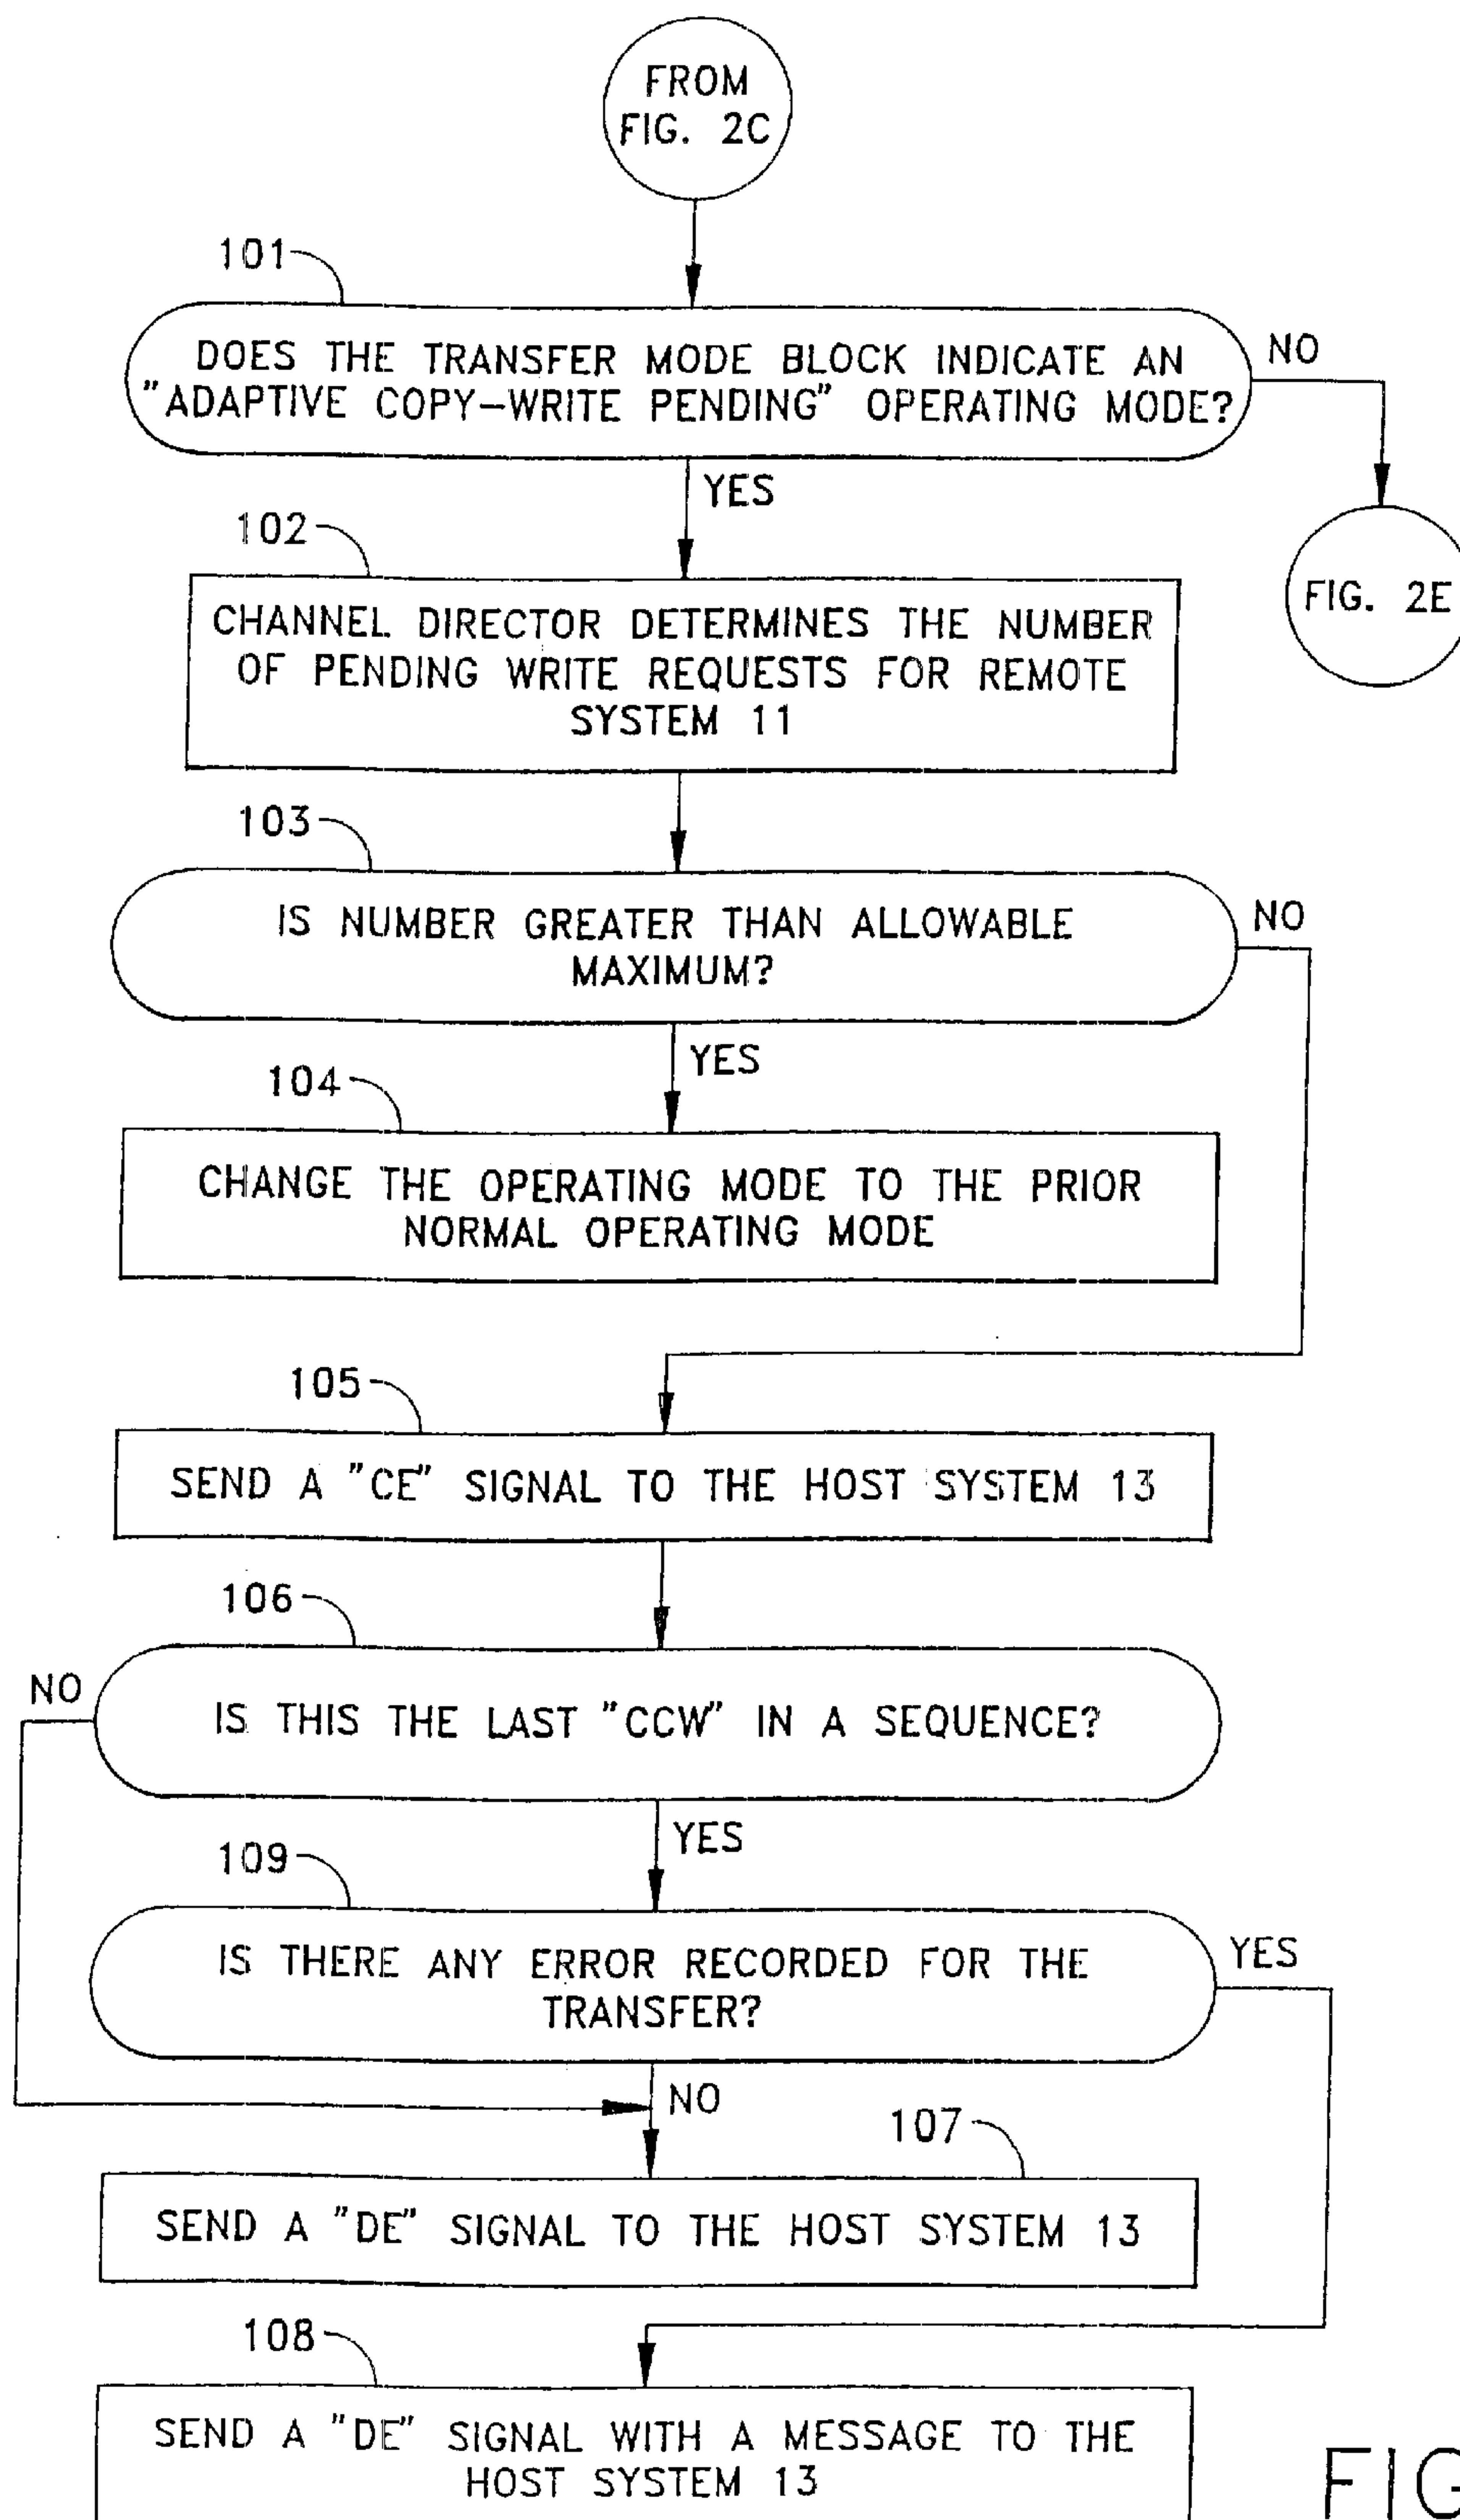 FROM
FIG. 2C
101
DOES THE TRANSFER MODE BLOCK INDICATE AN
"ADAPTIVE COPY-WRITE PENDING" OPERATING MODE?
NO
YES
FIG. 2E
102
CHANNEL DIRECTOR DETERMINES THE NUMBER
OF PENDING WRITE REQUESTS FOR REMOTE
SYSTEM 11
103
IS NUMBER GREATER THAN ALLOWABLE
MAXIMUM?
NO
YES
104
CHANGE THE OPERATING MODE TO THE PRIOR
NORMAL OPERATING MODE
105
SEND A "CE" SIGNAL TO THE HOST SYSTEM 13
106
NO
IS THIS THE LAST "CCW" IN A SEQUENCE?
YES
109
IS THERE ANY ERROR RECORDED FOR THE
TRANSFER?
YES
NO
107
SEND A "DE" SIGNAL TO THE HOST SYSTEM 13
108
SEND A "DE" SIGNAL WITH A MESSAGE TO THE
HOST SYSTEM 13
FIG